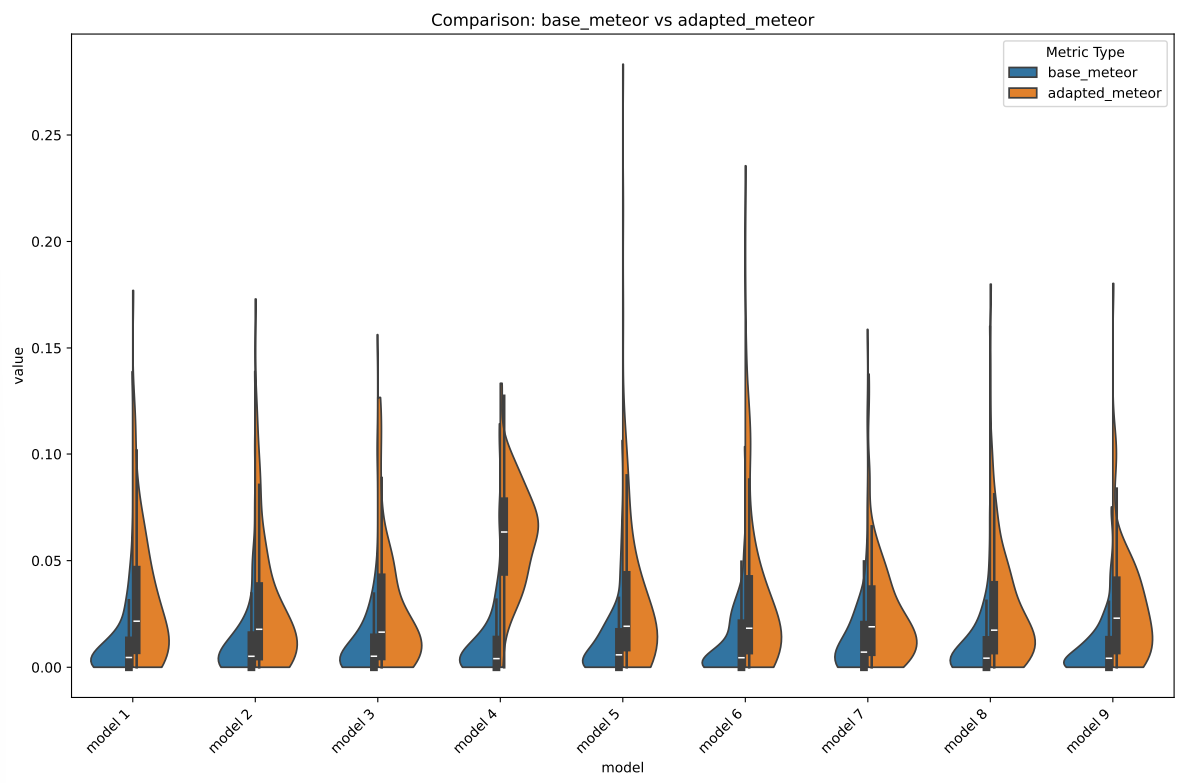 Comparison: base_meteor vs adapted_meteor
Metric Type
base_meteor
adapted_meteor
value
0.25
0.20
0.15
0.10
0.05
0.00
model 1
model 2
model 3
model 4
model 5
model 6
model 7
model 8
model 9
model